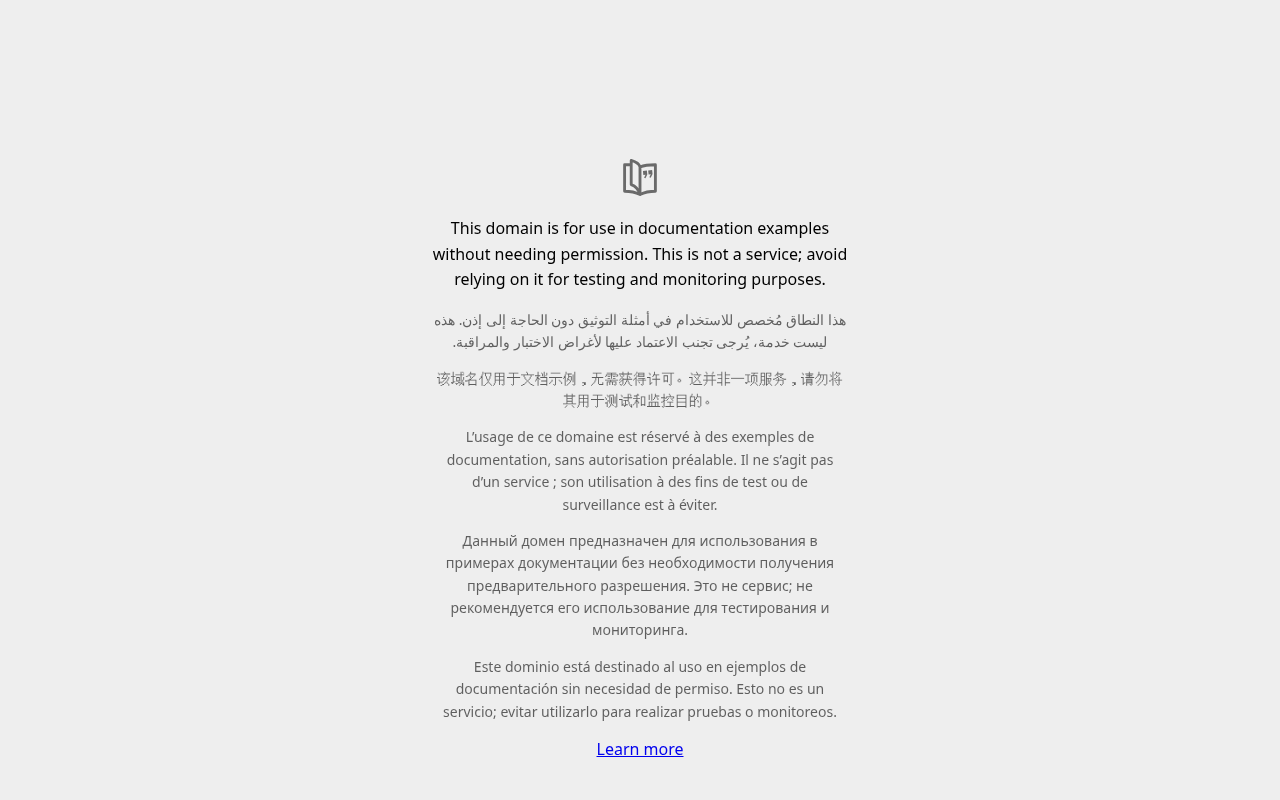 This domain is for use in documentation examples
without needing permission. This is not a service; avoid
relying on it for testing and monitoring purposes.
هذا النطاق مُخصص للاستخدام في أمثلة التوثيق دون الحاجة إلى إذن. هذه
ليست خدمة، يُرجى تجنب الاعتماد عليها لأغراض الاختبار والمراقبة.
该域名仅用于文档示例，无需获得许可。这并非一项服务，请勿将
其用于测试和监控目的。
L’usage de ce domaine est réservé à des exemples de
documentation, sans autorisation préalable. Il ne s’agit pas
d’un service ; son utilisation à des fins de test ou de
surveillance est à éviter.
Данный домен предназначен для использования в
примерах документации без необходимости получения
предварительного разрешения. Это не сервис; не
рекомендуется его использование для тестирования и
мониторинга.
Este dominio está destinado al uso en ejemplos de
documentación sin necesidad de permiso. Esto no es un
servicio; evitar utilizarlo para realizar pruebas o monitoreos.
Learn more